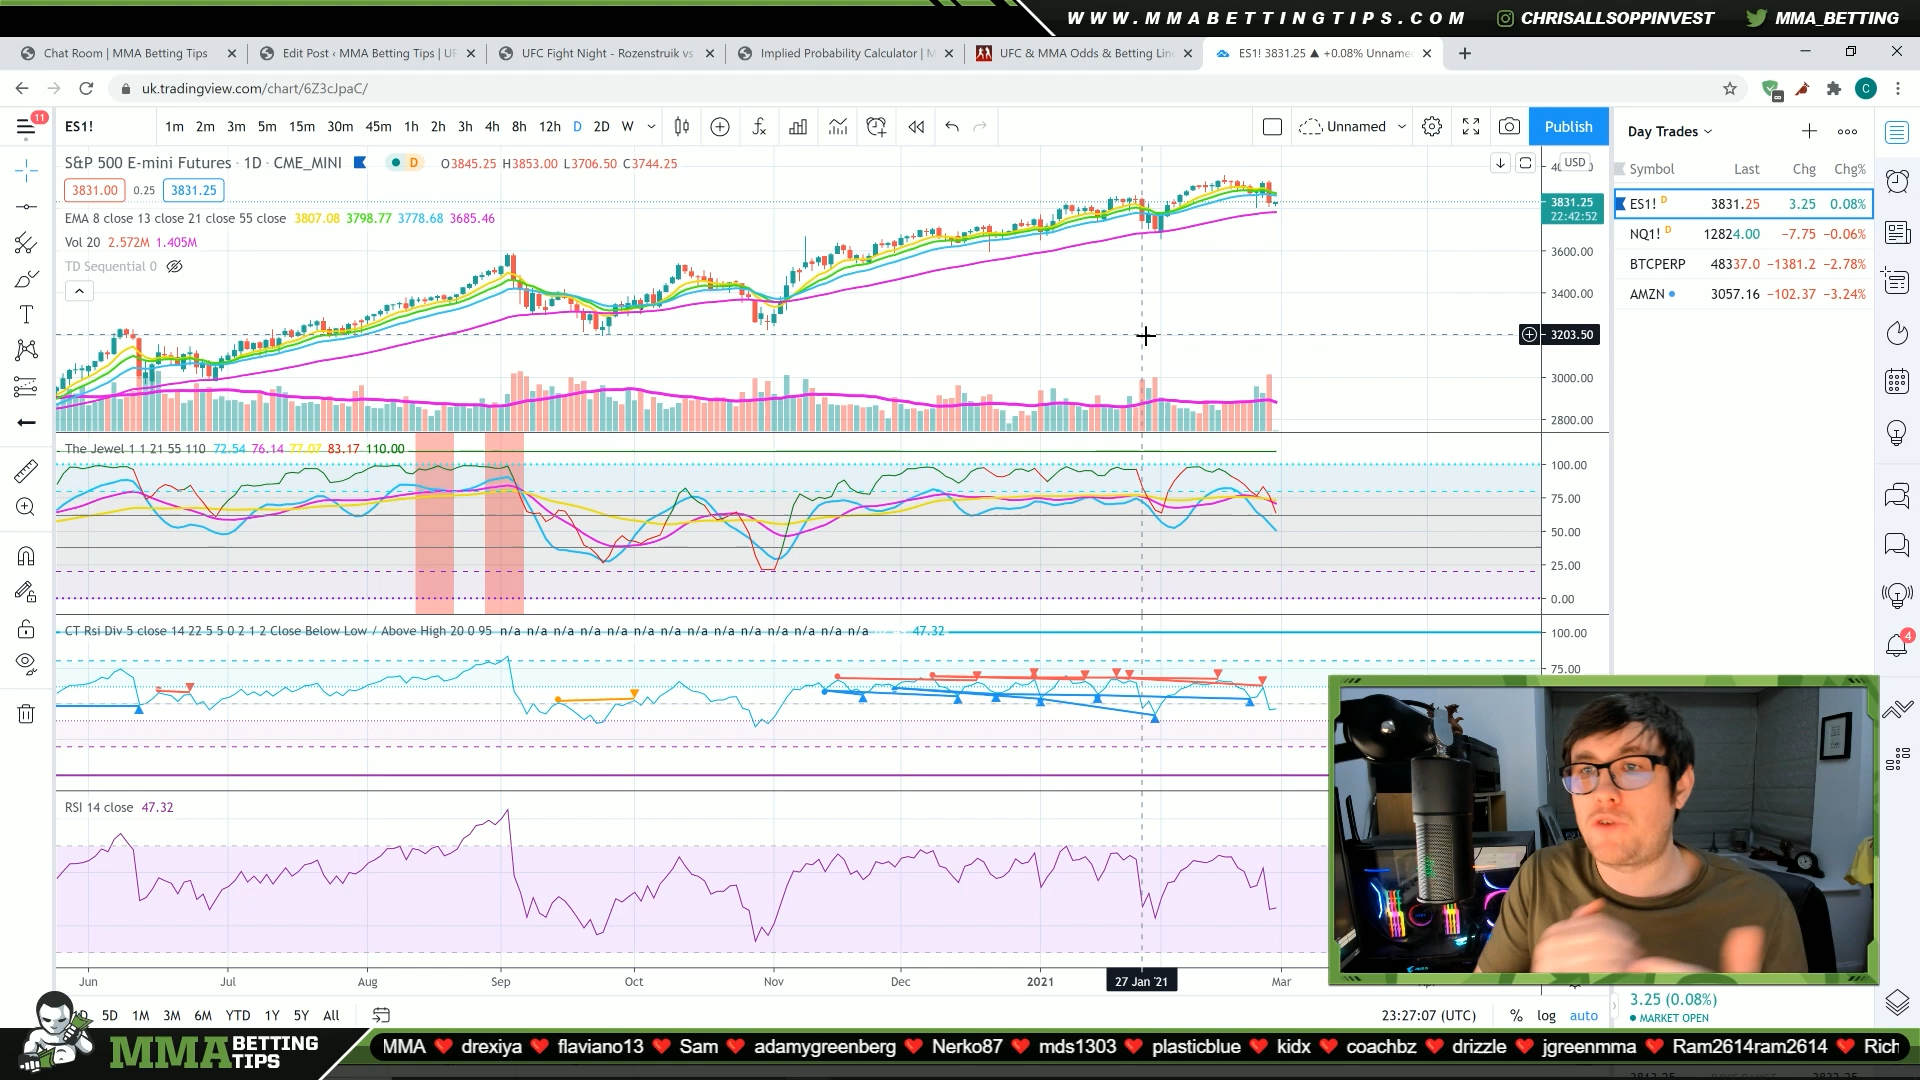 WWW.MMABETTINGTIPS.COM CHRISALLSOPPINVEST MMA_BETTING
Chat Room | MMA Betting Tips
Edit Post ‹ MMA Betting Tips | UF
UFC Fight Night - Rozenstruik vs
Implied Probability Calculator | M
UFC & MMA Odds & Betting Line
ES1! 3831.25 ▲ +0.08% Unname
uk.tradingview.com/chart/6Z3cJpaC/
C
11
ES1! 1m 2m 3m 5m 15m 30m 45m 1h 2h 3h 4h 8h 12h D 2D W
Unnamed
Publish
S&P 500 E-mini Futures · 1D · CME_MINI D O3845.25 H3853.00 L3706.50 C3744.25
3831.00 0.25 3831.25
EMA 8 close 13 close 21 close 55 close 3807.08 3798.77 3778.68 3685.46
Vol 20 2.572M 1.405M
TD Sequential 0
USD
3831.25
22:42:52
3600.00
3400.00
3203.50
3000.00
2800.00
The Jewel 1 1 21 55 110 72.54 76.14 77.07 83.17 110.00
100.00
75.00
50.00
25.00
0.00
CT Rsi Div 5 close 14 22 5 5 0 2 1 2 Close Below Low / Above High 20 0 95 n/a n/a n/a n/a n/a n/a n/a n/a n/a n/a n/a n/a n/a n/a 47.32
100.00
75.00
RSI 14 close 47.32
Jun Jul Aug Sep Oct Nov Dec 2021 27 Jan '21 Mar
5D 1M 3M 6M YTD 1Y 5Y All
23:27:07 (UTC) % log auto
Day Trades
Symbol Last Chg Chg%
ES1! D 3831.25 3.25 0.08%
NQ1! D 12824.00 −7.75 −0.06%
BTCPERP 48337.0 −1381.2 −2.78%
AMZN 3057.16 −102.37 −3.24%
4
3.25 (0.08%)
MARKET OPEN
MMA BETTING TIPS
MMA ❤ drexiya ❤ flaviano13 ❤ Sam ❤ adamygreenberg ❤ Nerko87 ❤ mds1303 ❤ plasticblue ❤ kidx ❤ coachbz ❤ drizzle ❤ jgreenmma ❤ Ram2614ram2614 ❤ Rich